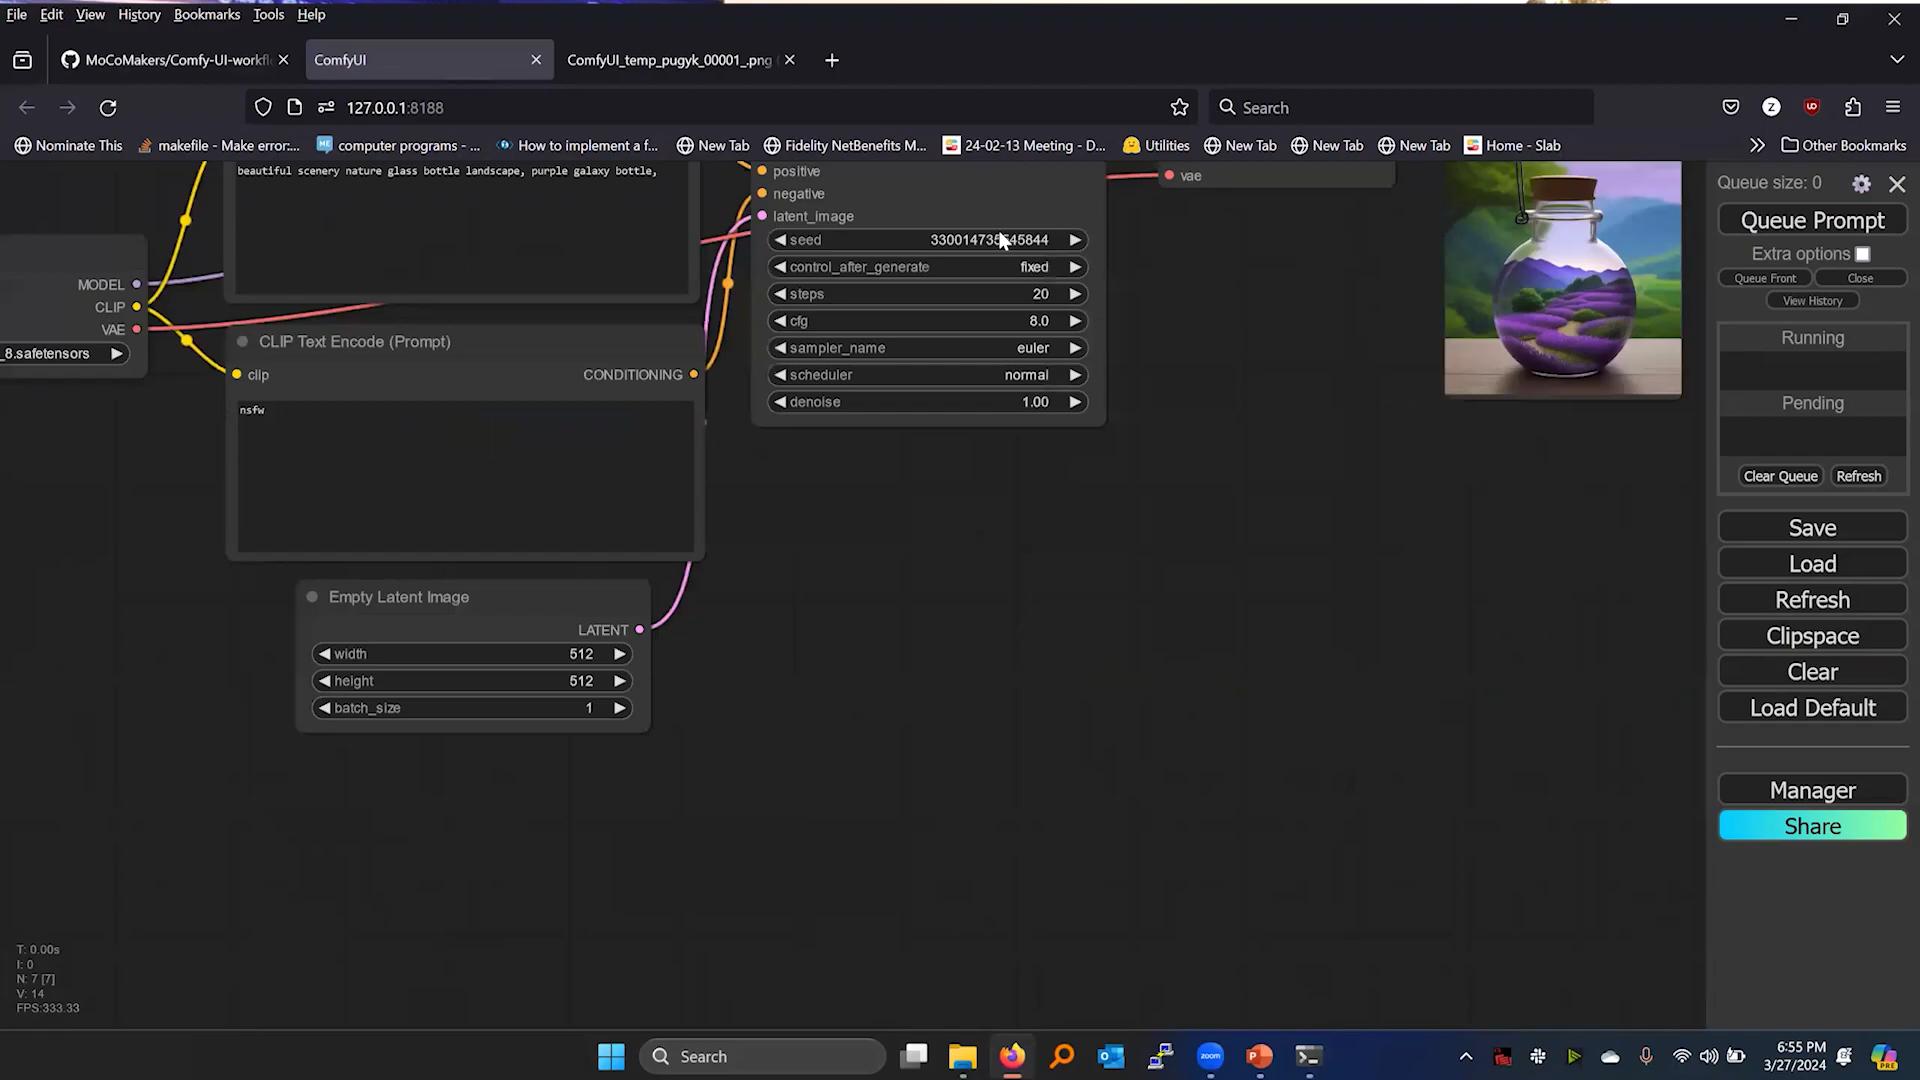 File Edit View History Bookmarks Tools Help
MoCoMakers/Comfy-UI-workfl
ComfyUI
ComfyUI_temp_pugyk_00001_.png
127.0.0.1:8188
Search
Nominate This
makefile - Make error:...
computer programs - ...
How to implement a f...
New Tab
Fidelity NetBenefits M...
24-02-13 Meeting - D...
Utilities
New Tab
New Tab
New Tab
Home - Slab
Other Bookmarks
beautiful scenery nature glass bottle landscape, purple galaxy bottle,
MODEL
CLIP
VAE
_8.safetensors
CLIP Text Encode (Prompt)
clip
CONDITIONING
nsfw
Empty Latent Image
LATENT
width 512
height 512
batch_size 1
positive
negative
latent_image
seed
control_after_generate fixed
steps 20
cfg 8.0
sampler_name euler
scheduler normal
denoise 1.00
vae
Queue size: 0
Queue Prompt
Extra options
Queue Front
Close
View History
Running
Pending
Clear Queue
Refresh
Save
Load
Refresh
Clipspace
Clear
Load Default
Manager
Share
T: 0.00s
I: 0
N: 7 [7]
V: 14
FPS:333.33
Search
zoom
6:55 PM
3/27/2024
PRE